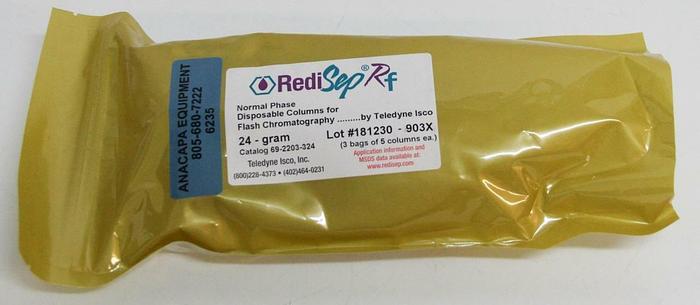 ANACAPA EQUIPMENT
805-680-7222
6235
RediSep® Rf
Normal Phase
Disposable Columns for
Flash Chromatography .........by Teledyne Isco
24 - gram
Lot #181230 - 903X
Catalog 69-2203-324
(3 bags of 5 columns ea.)
Teledyne Isco, Inc.
(800)228-4373 • (402)464-0231
Application information and
MSDS data available at:
www.redisep.com